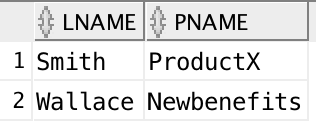 LNAME PNAME
1 Smith ProductX
2 Wallace Newbenefits